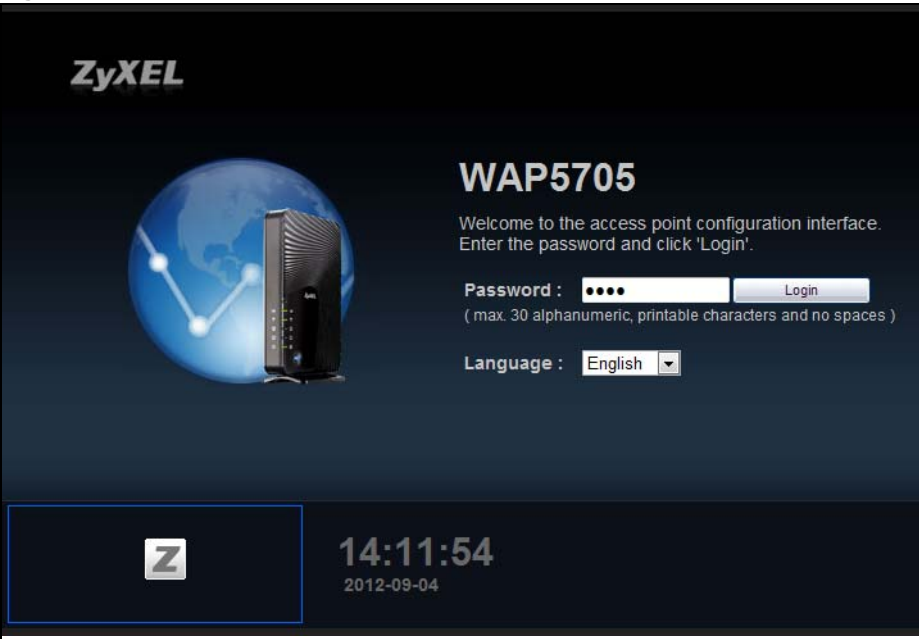 ZyXEL
WAP5705
Welcome to the access point configuration interface.
Enter the password and click 'Login'.
Password : ●●●● Login
( max. 30 alphanumeric, printable characters and no spaces )
Language : English
Z
14:11:54
2012-09-04